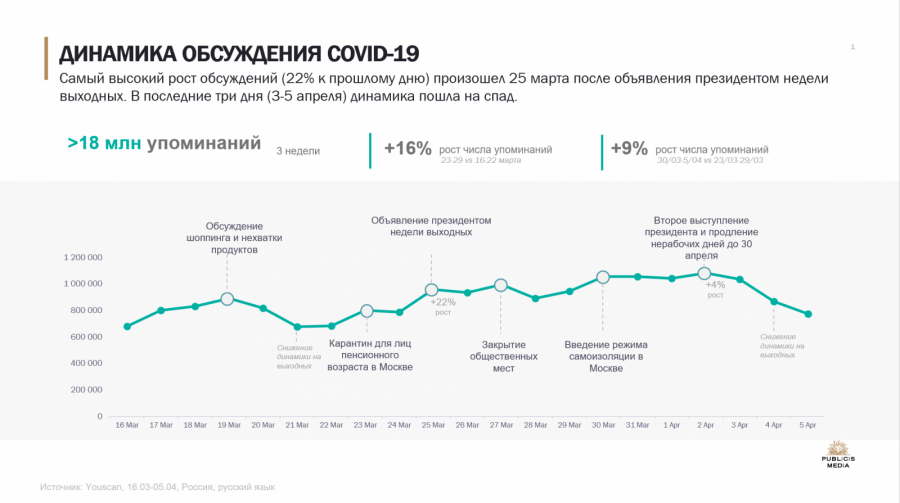 1
ДИНАМИКА ОБСУЖДЕНИЯ COVID-19
Самый высокий рост обсуждений (22% к прошлому дню) произошел 25 марта после объявления президентом недели
выходных. В последние три дня (3-5 апреля) динамика пошла на спад.
>18 млн упоминаний
3 недели
+16% рост числа упоминаний
23-29 vs 16-22 марта
+9% рост числа упоминаний
30/03-5/04 vs 23/03-29/03
Обсуждение
шоппинга и нехватки
продуктов
Объявление президентом
недели выходных
Второе выступление
президента и продление
нерабочих дней до 30
апреля
1 200 000
1 000 000
800 000
600 000
400 000
200 000
0
+22%
рост
+4%
рост
Снижение
динамики на
выходных
Карантин для лиц
пенсионного
возраста в Москве
Закрытие
общественных
мест
Введение режима
самоизоляции в
Москве
Снижение
динамики на
выходных
16 Mar 17 Mar 18 Mar 19 Mar 20 Mar 21 Mar 22 Mar 23 Mar 24 Mar 25 Mar 26 Mar 27 Mar 28 Mar 29 Mar 30 Mar 31 Mar 1 Apr 2 Apr 3 Apr 4 Apr 5 Apr
PUBLICIS
MEDIA
Источник: Youscan, 16.03-05.04, Россия, русский язык